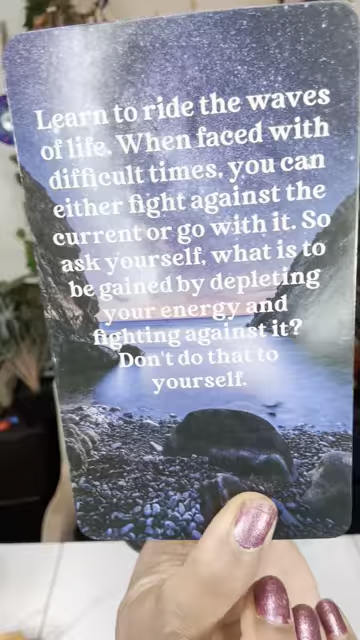 Learn to ride the waves
of life. When faced with
difficult times, you can
either fight against the
current or go with it. So
ask yourself, what is to
be gained by depleting
your energy and
fighting against it?
Don't do that to
yourself.